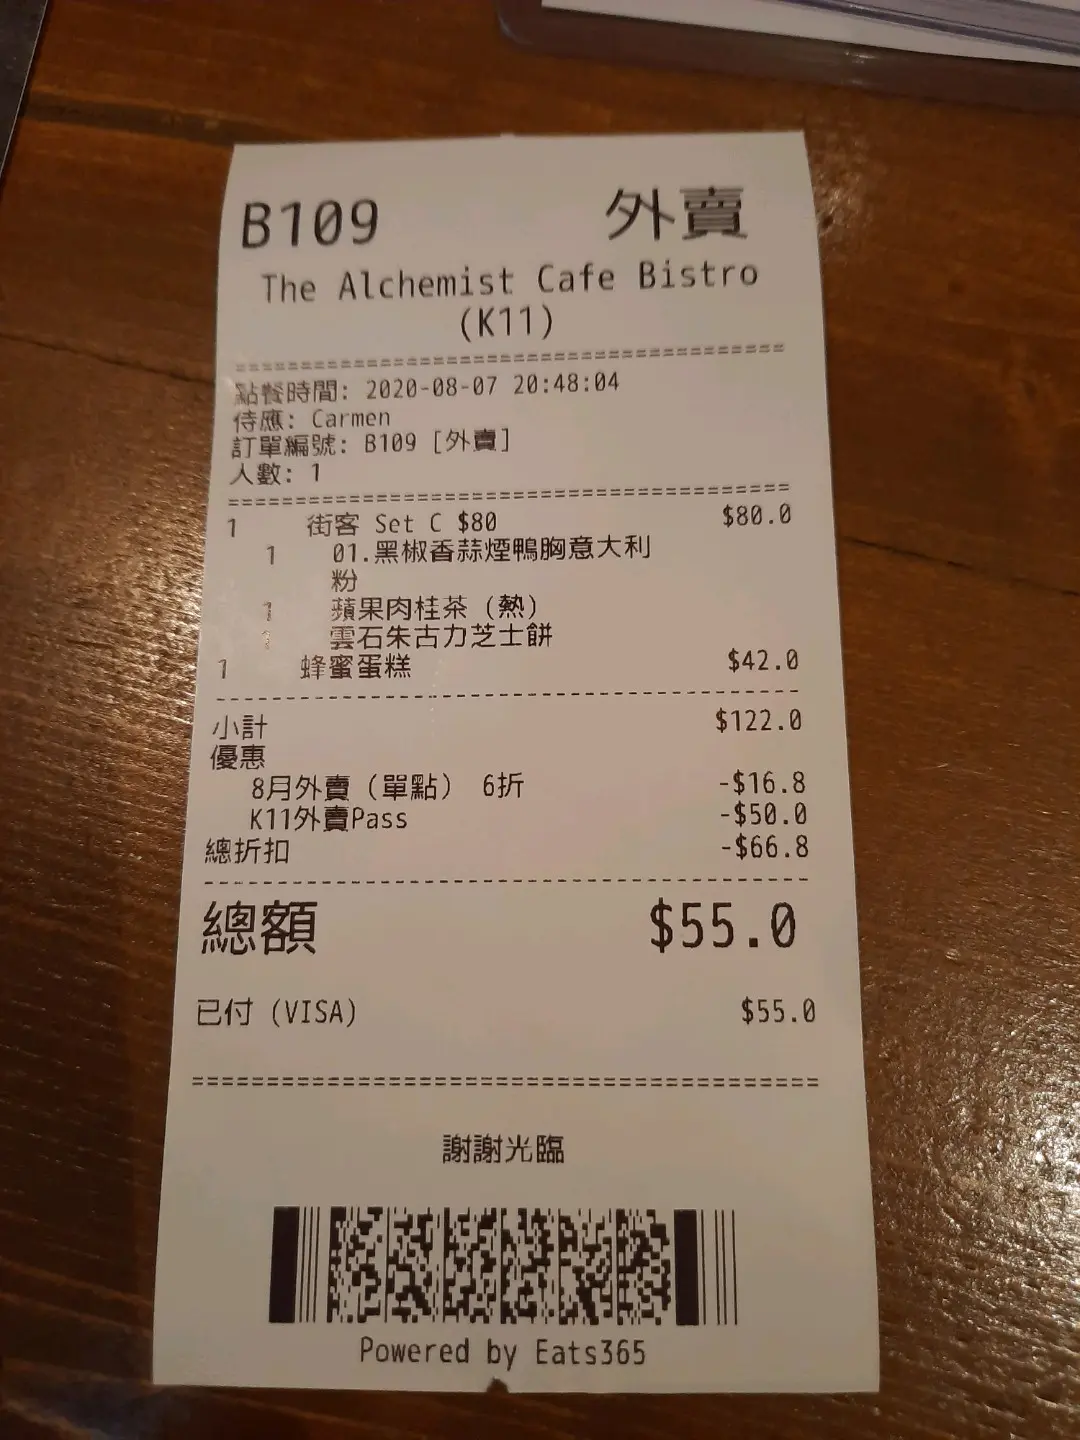 B109 外賣
The Alchemist Cafe Bistro
(K11)
點餐時間: 2020-08-07 20:48:04
侍應: Carmen
訂單編號: B109 [外賣]
人數: 1
1 街客 Set C $80 $80.0
1 01.黑椒香蒜煙鴨胸意大利
粉
1 蘋果肉桂茶 (熱)
1 雲石朱古力芝士餅
1 蜂蜜蛋糕 $42.0
小計 $122.0
優惠
8月外賣 (單點) 6折 -$16.8
K11外賣Pass -$50.0
總折扣 -$66.8
總額 $55.0
已付 (VISA) $55.0
謝謝光臨
Powered by Eats365